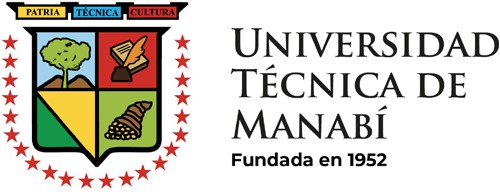 PATRIA TÉCNICA CULTURA
UNIVERSIDAD
TÉCNICA DE
MANABÍ
Fundada en 1952